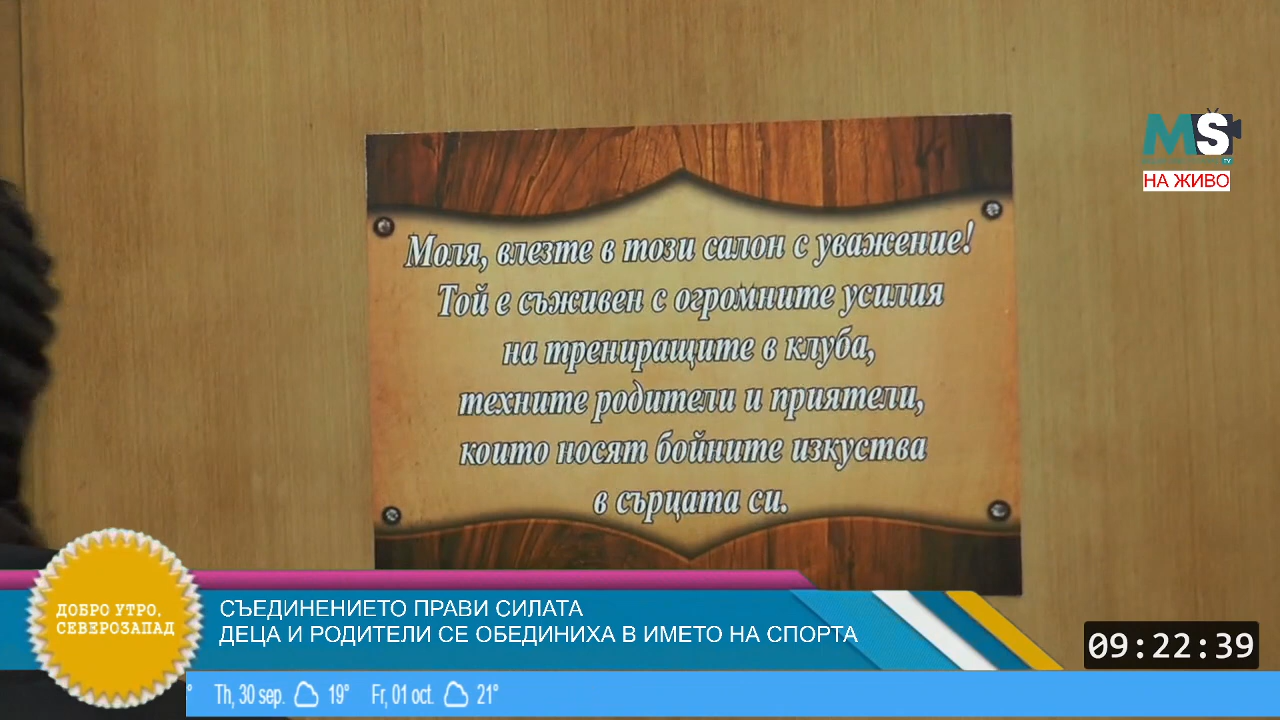 MS
TV
НА ЖИВО
Моля, влезте в този салон с уважение!
Той е съживен с огромните усилия
на трениращите в клуба,
техните родители и приятели,
които носят бойните изкуства
в сърцата си.
ДОБРО УТРО,
СЕВЕРОЗАПАД
СЪЕДИНЕНИЕТО ПРАВИ СИЛАТА
ДЕЦА И РОДИТЕЛИ СЕ ОБЕДИНИХА В ИМЕТО НА СПОРТА
09:22:39
° Th, 30 sep. 19° Fr, 01 oct. 21°